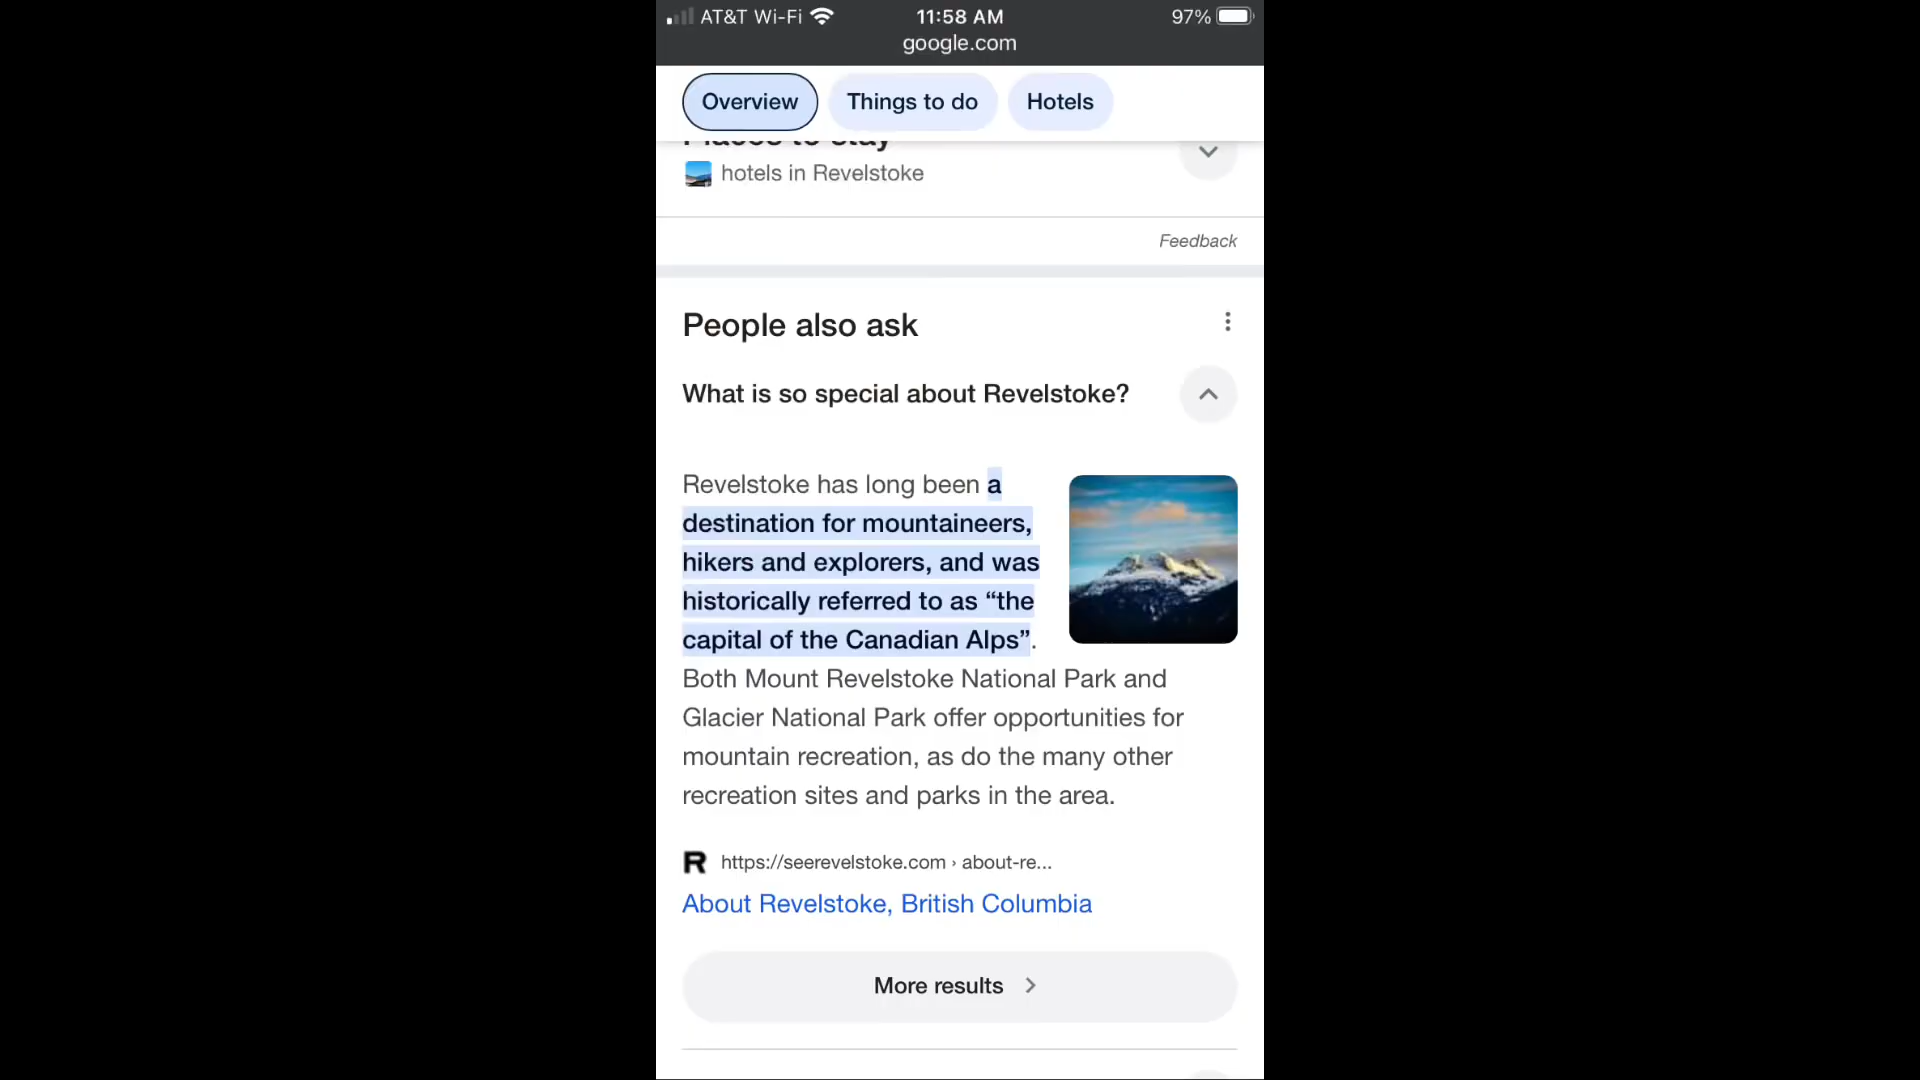 AT&T Wi-Fi 11:58 AM 97%
google.com
Overview Things to do Hotels
Places to stay
hotels in Revelstoke
Feedback
People also ask
What is so special about Revelstoke?
Revelstoke has long been a
destination for mountaineers,
hikers and explorers, and was
historically referred to as “the
capital of the Canadian Alps”.
Both Mount Revelstoke National Park and
Glacier National Park offer opportunities for
mountain recreation, as do the many other
recreation sites and parks in the area.
R https://seerevelstoke.com › about-re...
About Revelstoke, British Columbia
More results